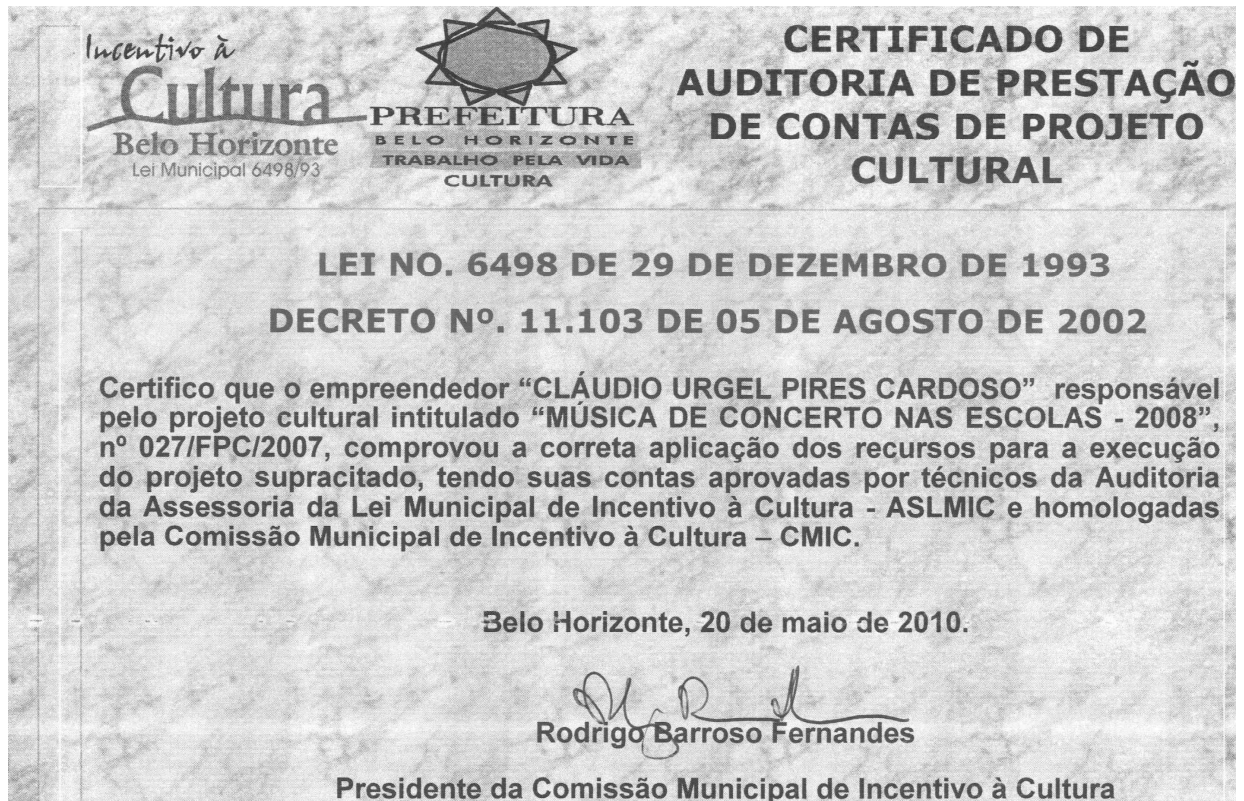 Incentivo à
Cultura
Belo Horizonte
Lei Municipal 6498/93
PREFEITURA
BELO HORIZONTE
TRABALHO PELA VIDA
CULTURA
CERTIFICADO DE
AUDITORIA DE PRESTAÇÃO
DE CONTAS DE PROJETO
CULTURAL
LEI NO. 6498 DE 29 DE DEZEMBRO DE 1993
DECRETO Nº. 11.103 DE 05 DE AGOSTO DE 2002
Certifico que o empreendedor “CLÁUDIO URGEL PIRES CARDOSO” responsável
pelo projeto cultural intitulado “MÚSICA DE CONCERTO NAS ESCOLAS - 2008”,
nº 027/FPC/2007, comprovou a correta aplicação dos recursos para a execução
do projeto supracitado, tendo suas contas aprovadas por técnicos da Auditoria
da Assessoria da Lei Municipal de Incentivo à Cultura - ASLMIC e homologadas
pela Comissão Municipal de Incentivo à Cultura – CMIC.
Belo Horizonte, 20 de maio de 2010.
Rodrigo Barroso Fernandes
Presidente da Comissão Municipal de Incentivo à Cultura